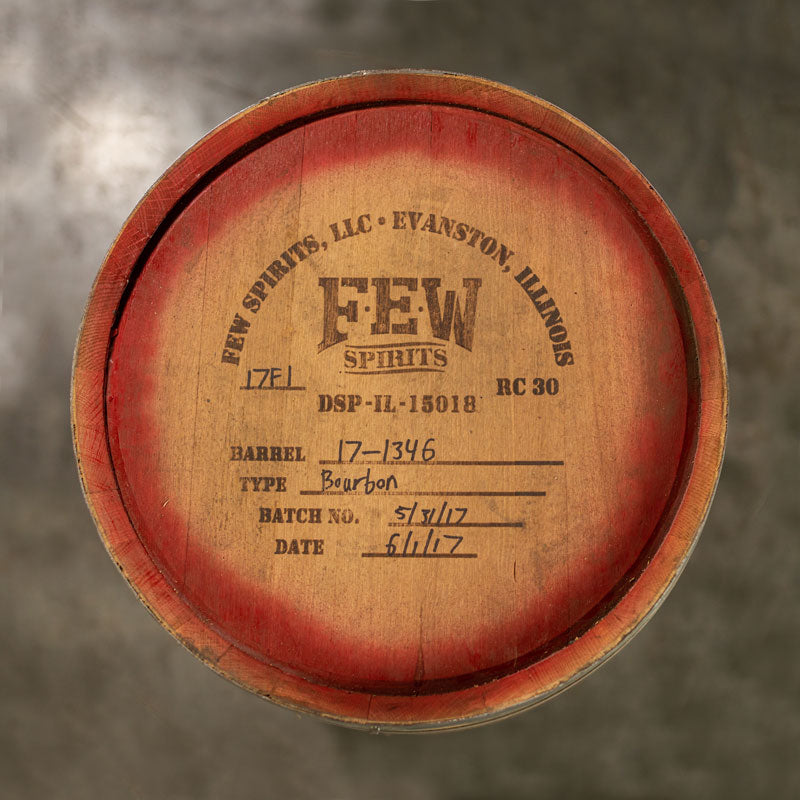 FEW SPIRITS, LLC • EVANSTON, ILLINOIS
F.E.W
SPIRITS
17F1
RC 30
DSP-IL-15018
BARREL 17-1346
TYPE Bourbon
BATCH NO. 5/31/17
DATE 6/1/17